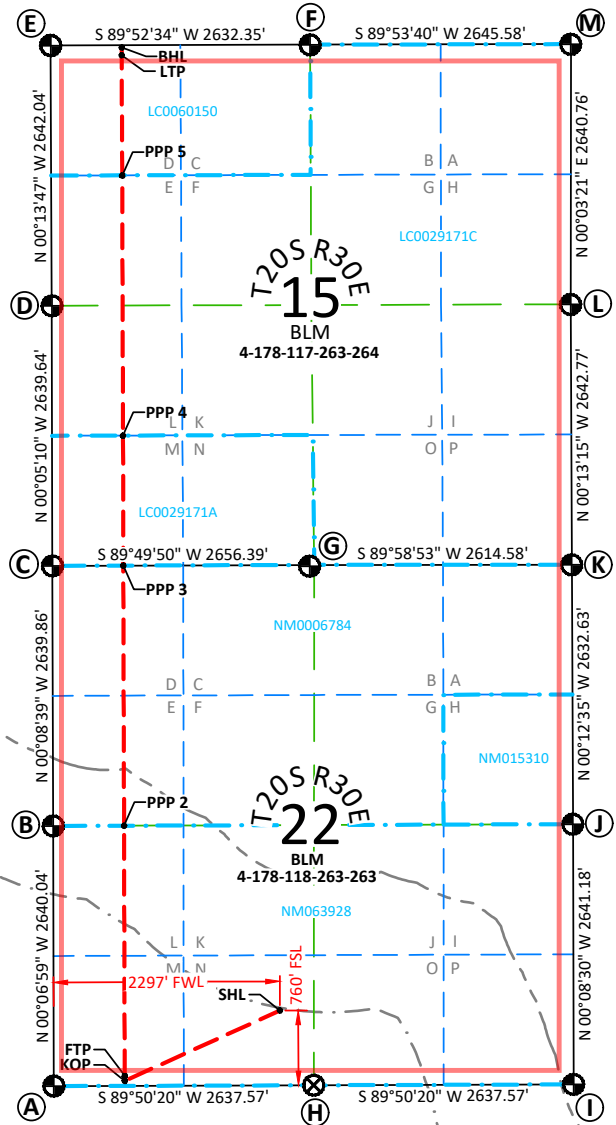 E
S 89°52'34" W 2632.35'
F
S 89°53'40" W 2645.58'
M
BHL
LTP
LC0060150
N 00°13'47" W 2642.04'
N 00°03'21" E 2640.76'
PPP 5
D C
E F
B A
G H
LC0029171C
T20S R30E
15
BLM
4-178-117-263-264
D
L
N 00°05'10" W 2639.64'
N 00°13'15" W 2642.77'
PPP 4
L K
M N
J I
O P
LC0029171A
C
S 89°49'50" W 2656.39'
G
S 89°58'53" W 2614.58'
K
PPP 3
NM0006784
N 00°08'39" W 2639.86'
N 00°12'35" W 2632.63'
D C
E F
B A
G H
NM015310
T20S R30E
22
BLM
4-178-118-263-263
B
PPP 2
J
NM063928
N 00°06'59" W 2640.04'
N 00°08'30" W 2641.18'
L K
M N
J I
O P
2297' FWL
760' FSL
SHL
FTP
KOP
A
S 89°50'20" W 2637.57'
H
S 89°50'20" W 2637.57'
I